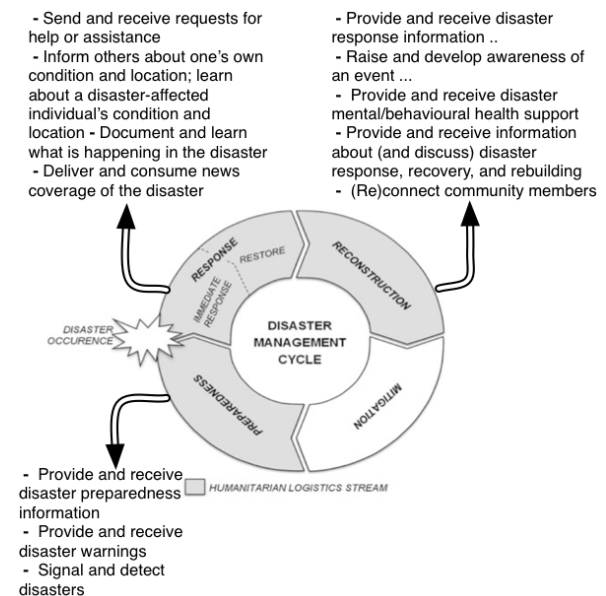 - Send and receive requests for
help or assistance
- Inform others about one's own
condition and location; learn
about a disaster-affected
individual's condition and
location - Document and learn
what is happening in the disaster
- Deliver and consume news
coverage of the disaster
- Provide and receive disaster
response information ..
- Raise and develop awareness of
an event ...
- Provide and receive disaster
mental/behavioural health support
- Provide and receive information
about (and discuss) disaster
response, recovery, and rebuilding
- (Re)connect community members
RESPONSE
RESTORE
IMMEDIATE
RESPONSE
RECONSTRUCTION
DISASTER
OCCURENCE
DISASTER
MANAGEMENT
CYCLE
PREPAREDNESS
MITIGATION
HUMANITARIAN LOGISTICS STREAM
- Provide and receive
disaster preparedness
information
- Provide and receive
disaster warnings
- Signal and detect
disasters